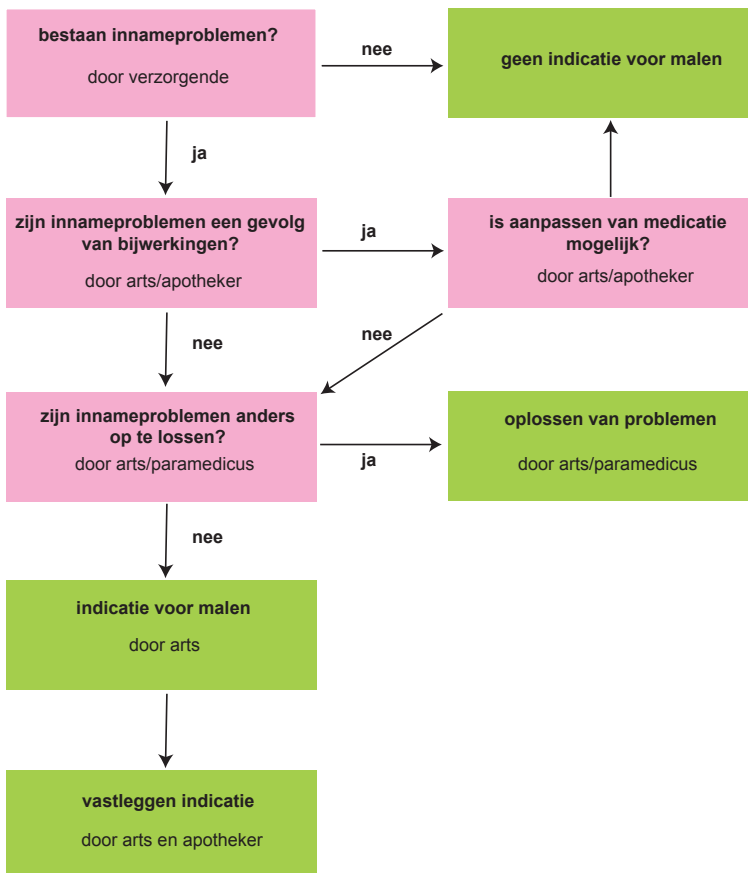 bestaan innameproblemen?
door verzorgende
nee
geen indicatie voor malen
ja
zijn innameproblemen een gevolg
van bijwerkingen?
door arts/apotheker
ja
is aanpassen van medicatie
mogelijk?
door arts/apotheker
nee
nee
zijn innameproblemen anders
op te lossen?
door arts/paramedicus
ja
oplossen van problemen
door arts/paramedicus
nee
indicatie voor malen
door arts
vastleggen indicatie
door arts en apotheker